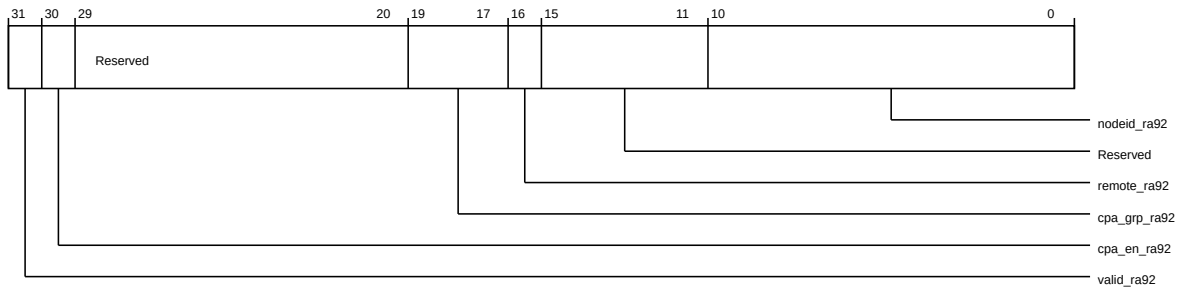 31 30 29 20 19 17 16 15 11 10 0
Reserved
nodeid_ra92
Reserved
remote_ra92
cpa_grp_ra92
cpa_en_ra92
valid_ra92